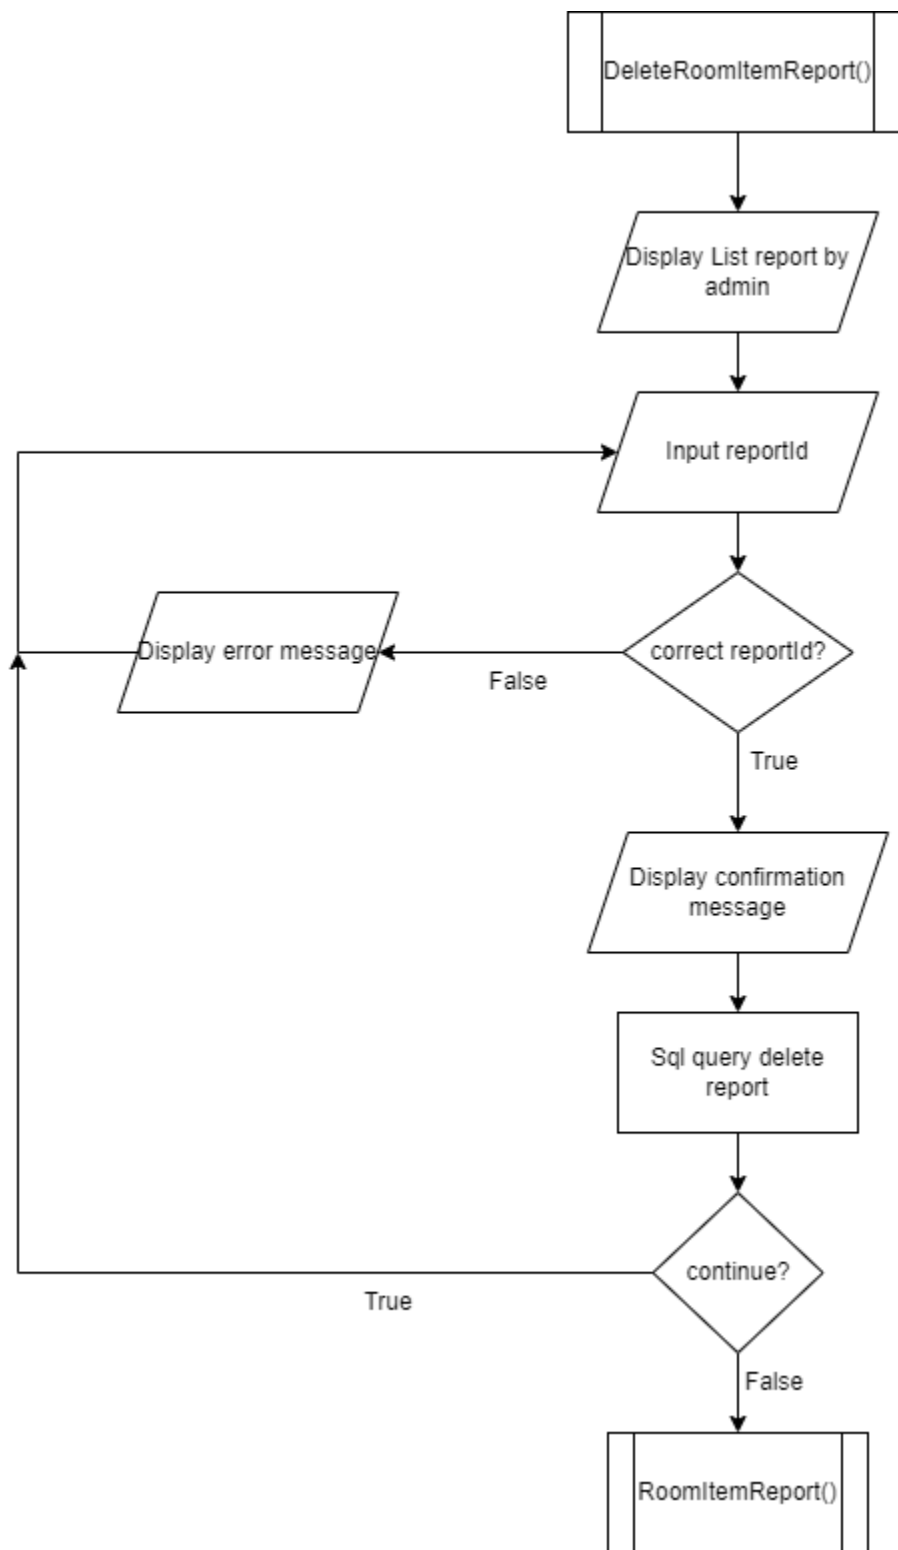 DeleteRoomItemReport()
Display List report by
admin
Input reportId
correct reportId?
Display error message
False
True
Display confirmation
message
Sql query delete
report
continue?
True
False
RoomItemReport()